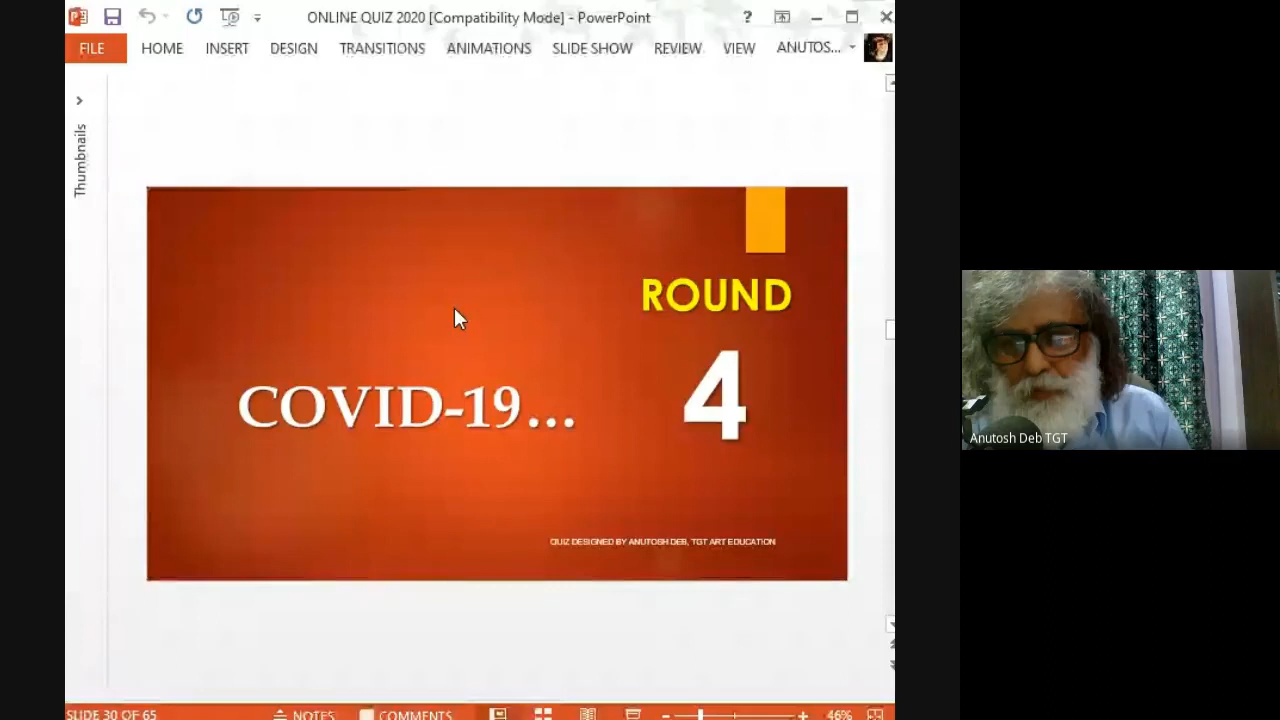 ONLINE QUIZ 2020 [Compatibility Mode] - PowerPoint
?
FILE HOME INSERT DESIGN TRANSITIONS ANIMATIONS SLIDE SHOW REVIEW VIEW ANUTOS...
Thumbnails
ROUND
4
COVID-19...
QUIZ DESIGNED BY ANUTOSH DEB, TGT ART EDUCATION
Anutosh Deb TGT
SLIDE 30 OF 65 NOTES COMMENTS 46%